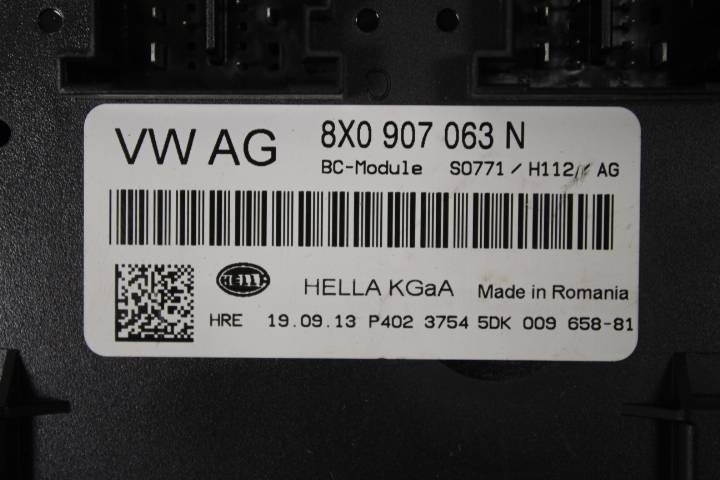 VW AG 8X0 907 063 N
BC-Module S0771 / H112 / AG
HELLA HELLA KGaA Made in Romania
HRE 19.09.13 P402 3754 5DK 009 658-81